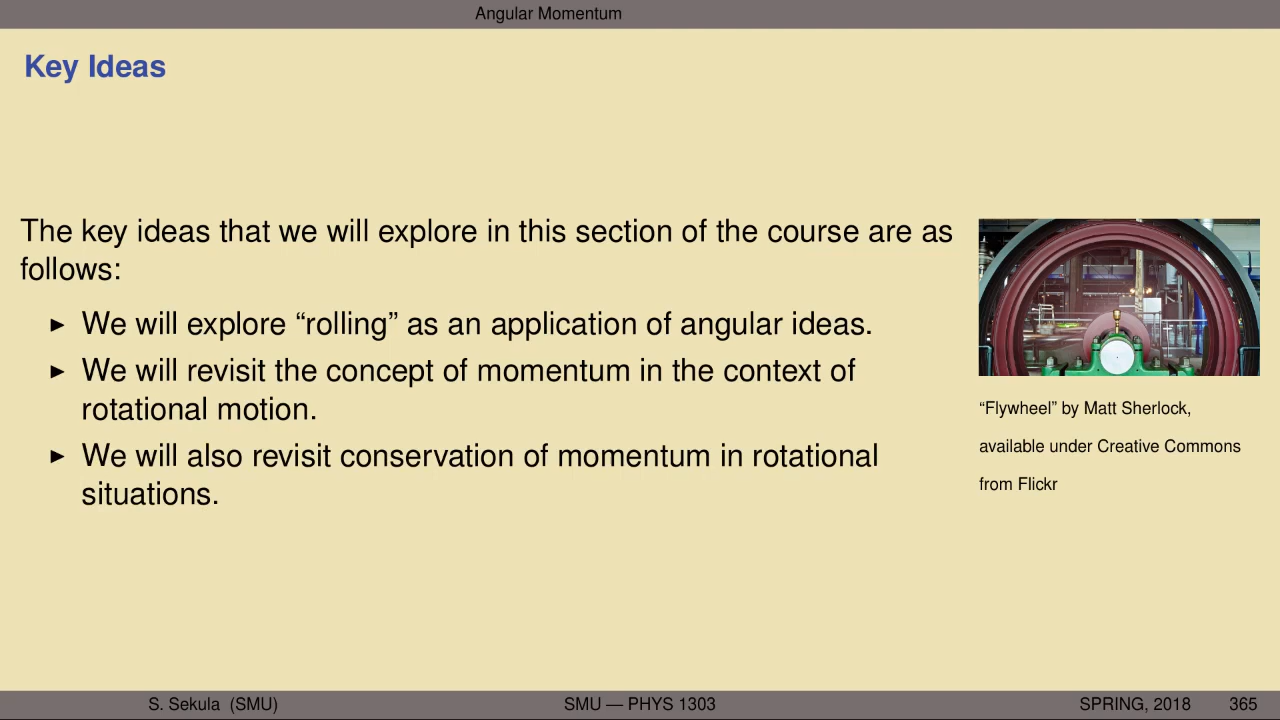 Angular Momentum
Key Ideas
The key ideas that we will explore in this section of the course are as
follows:
▶ We will explore “rolling” as an application of angular ideas.
▶ We will revisit the concept of momentum in the context of
rotational motion.
▶ We will also revisit conservation of momentum in rotational
situations.
“Flywheel” by Matt Sherlock,
available under Creative Commons
from Flickr
S. Sekula (SMU) SMU — PHYS 1303 SPRING, 2018 365